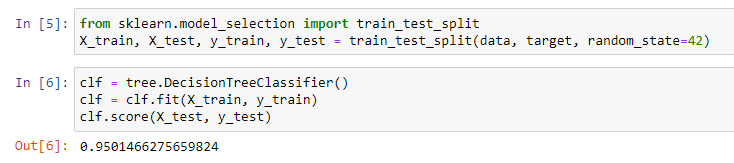 In [5]: from sklearn.model_selection import train_test_split
X_train, X_test, y_train, y_test = train_test_split(data, target, random_state=42)
In [6]: clf = tree.DecisionTreeClassifier()
clf = clf.fit(X_train, y_train)
clf.score(X_test, y_test)
Out[6]: 0.9501466275659824